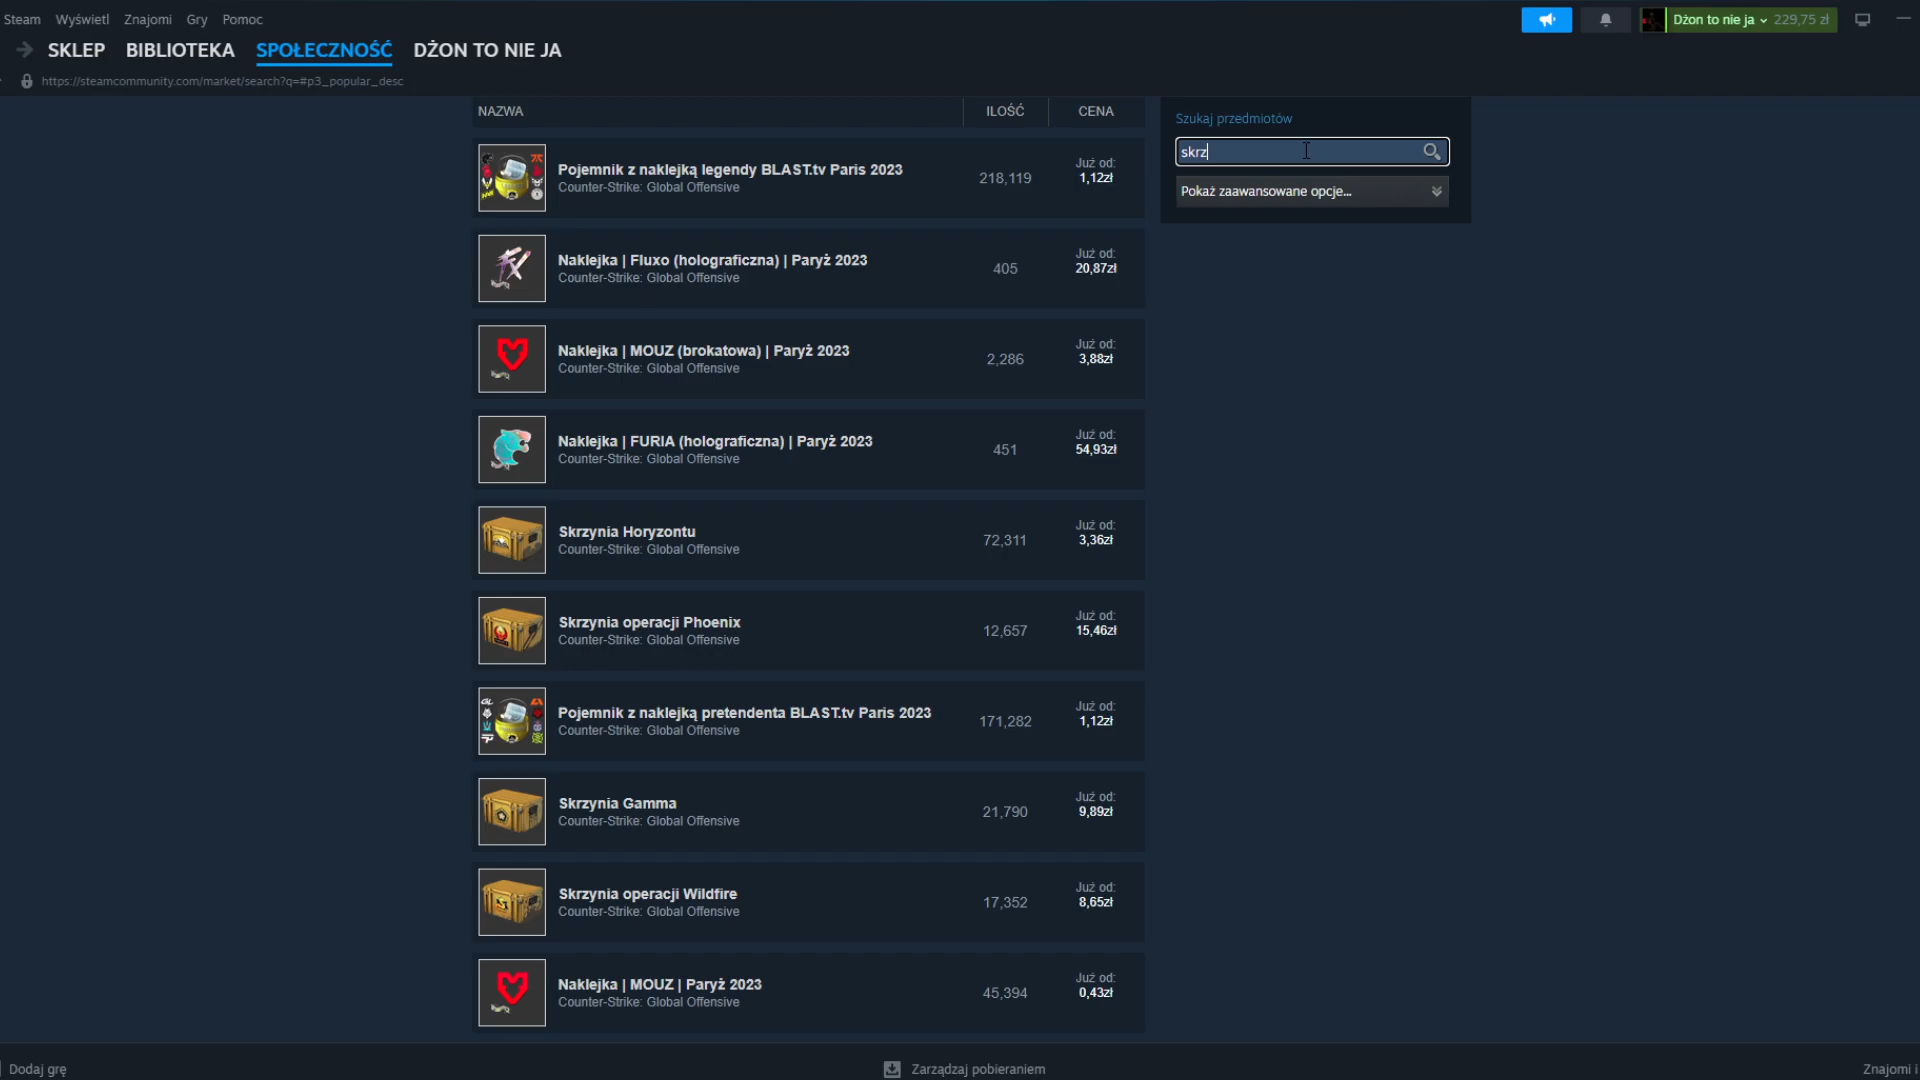 Steam Wyświetl Znajomi Gry Pomoc
Dżon to nie ja 229,75 zł
SKLEP BIBLIOTEKA SPOŁECZNOŚĆ DŻON TO NIE JA
https://steamcommunity.com/market/search?q=#p3_popular_desc
NAZWA ILOŚĆ CENA
Szukaj przedmiotów
skrz
Pokaż zaawansowane opcje...
Pojemnik z naklejką legendy BLAST.tv Paris 2023
Counter-Strike: Global Offensive
218,119
Już od:
1,12zł
Naklejka | Fluxo (holograficzna) | Paryż 2023
Counter-Strike: Global Offensive
405
Już od:
20,87zł
Naklejka | MOUZ (brokatowa) | Paryż 2023
Counter-Strike: Global Offensive
2,286
Już od:
3,88zł
Naklejka | FURIA (holograficzna) | Paryż 2023
Counter-Strike: Global Offensive
451
Już od:
54,93zł
Skrzynia Horyzontu
Counter-Strike: Global Offensive
72,311
Już od:
3,36zł
Skrzynia operacji Phoenix
Counter-Strike: Global Offensive
12,657
Już od:
15,46zł
Pojemnik z naklejką pretendenta BLAST.tv Paris 2023
Counter-Strike: Global Offensive
171,282
Już od:
1,12zł
Skrzynia Gamma
Counter-Strike: Global Offensive
21,790
Już od:
9,89zł
Skrzynia operacji Wildfire
Counter-Strike: Global Offensive
17,352
Już od:
8,65zł
Naklejka | MOUZ | Paryż 2023
Counter-Strike: Global Offensive
45,394
Już od:
0,43zł
Dodaj grę
Zarządzaj pobieraniem
Znajomi i